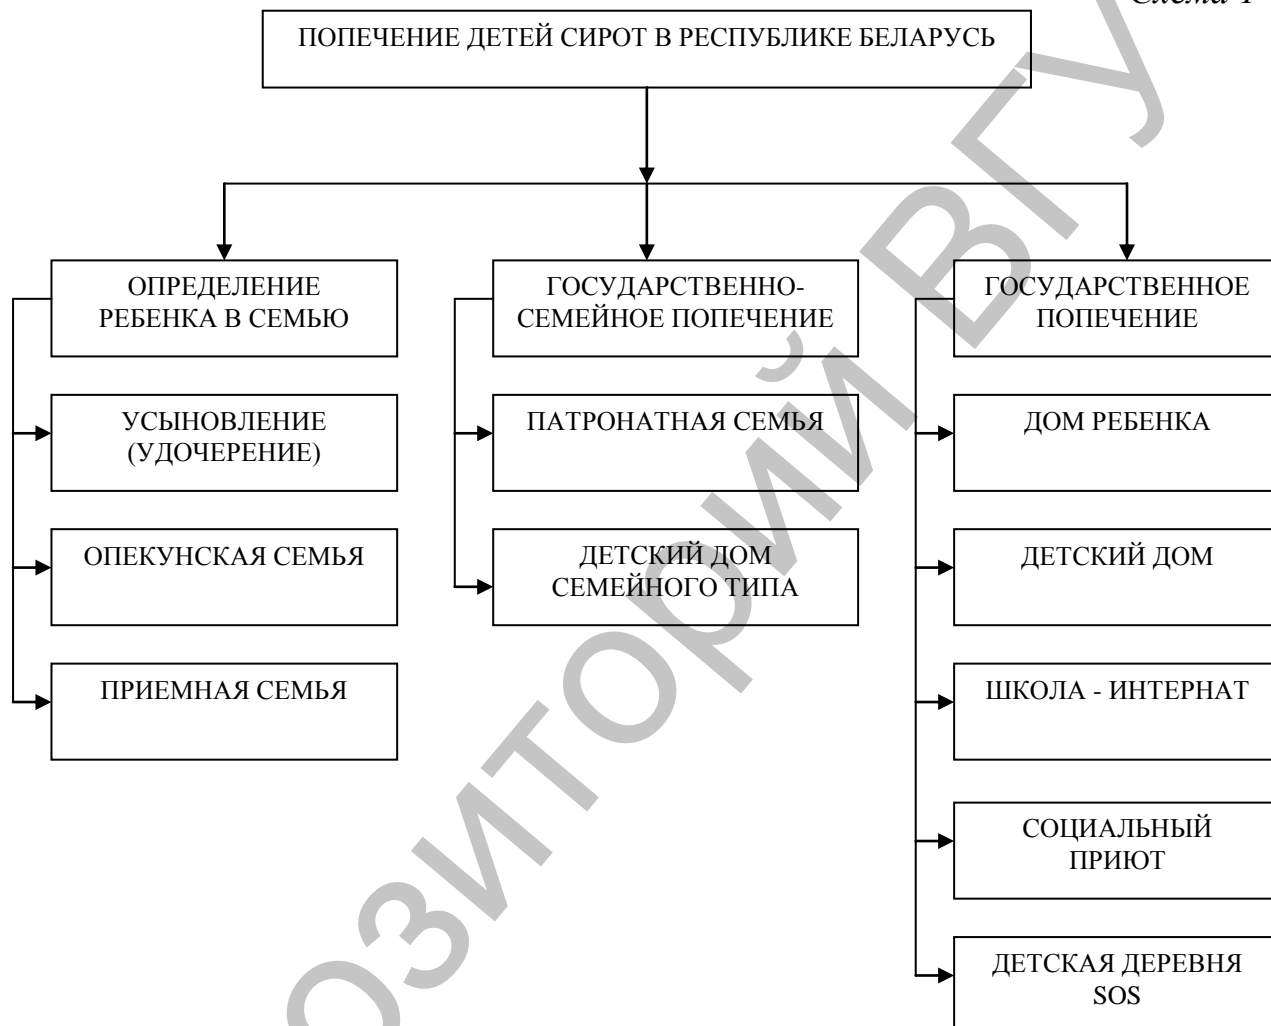 Схема 1
ПОПЕЧЕНИЕ ДЕТЕЙ СИРОТ В РЕСПУБЛИКЕ БЕЛАРУСЬ
ОПРЕДЕЛЕНИЕ
РЕБЕНКА В СЕМЬЮ
ГОСУДАРСТВЕННО-
СЕМЕЙНОЕ ПОПЕЧЕНИЕ
ГОСУДАРСТВЕННОЕ
ПОПЕЧЕНИЕ
УСЫНОВЛЕНИЕ
(УДОЧЕРЕНИЕ)
ПАТРОНАТНАЯ СЕМЬЯ
ДОМ РЕБЕНКА
ОПЕКУНСКАЯ СЕМЬЯ
ДЕТСКИЙ ДОМ
СЕМЕЙНОГО ТИПА
ДЕТСКИЙ ДОМ
ПРИЕМНАЯ СЕМЬЯ
ШКОЛА - ИНТЕРНАТ
СОЦИАЛЬНЫЙ
ПРИЮТ
ДЕТСКАЯ ДЕРЕВНЯ
SOS
озиторий ВГУ